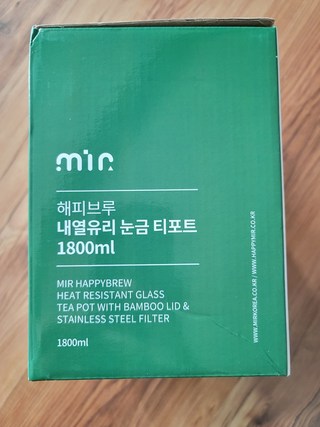 mir
해피브루
내열유리 눈금 티포트
1800ml
MIR HAPPYBREW
HEAT RESISTANT GLASS
TEA POT WITH BAMBOO LID &
STAINLESS STEEL FILTER
1800ml
WWW.MIRKOREA.CO.KR / WWW.HAPPYMIR.CO.KR